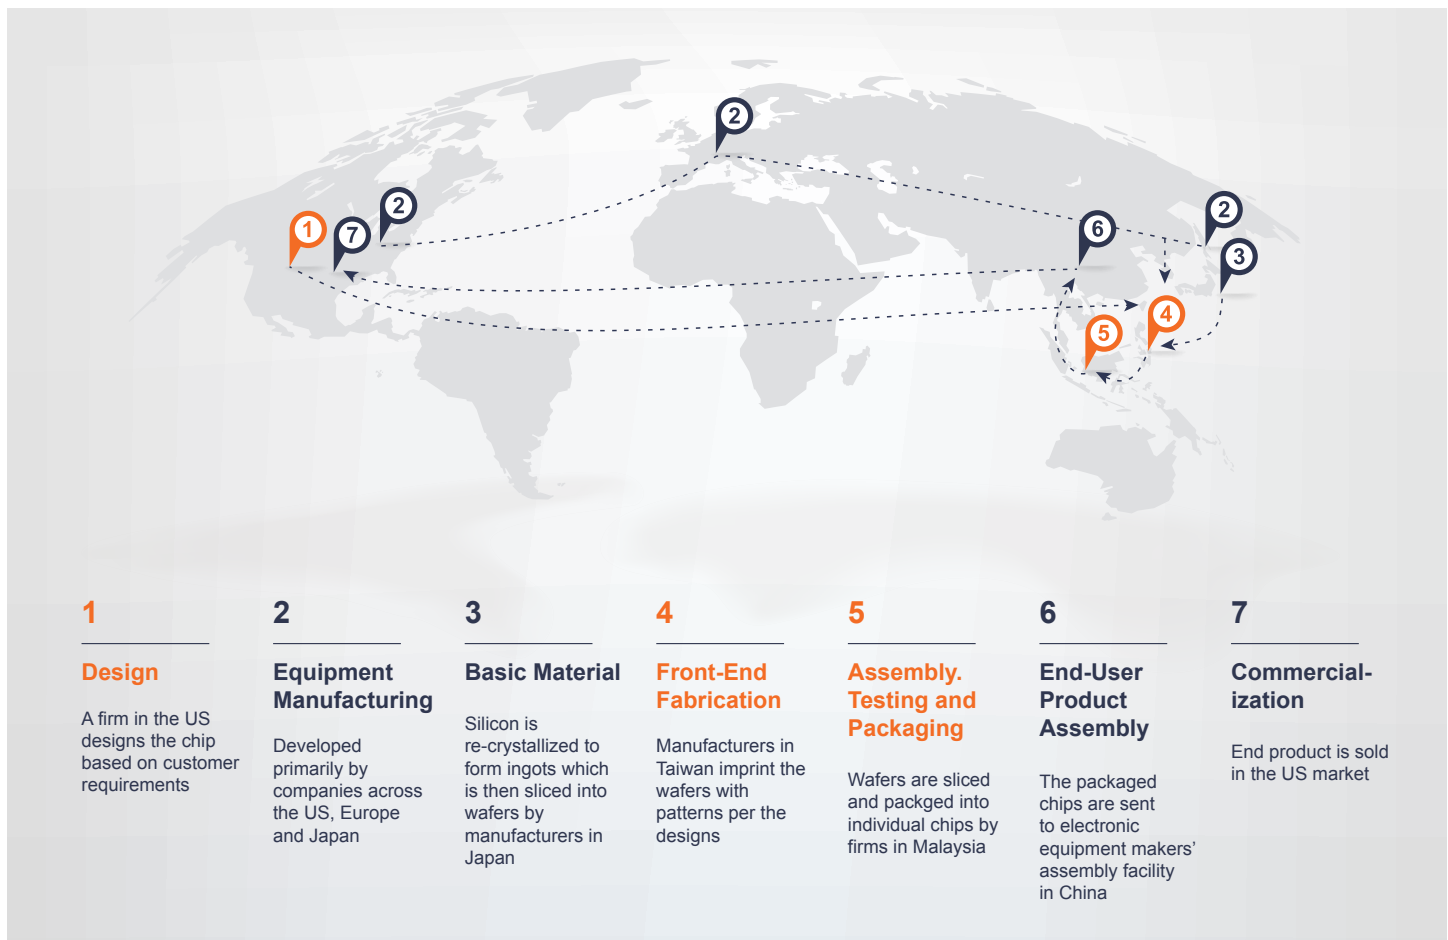 2
2
1
7
6
2
3
4
5
1
Design
A firm in the US
designs the chip
based on customer
requirements
2
Equipment
Manufacturing
Developed
primarily by
companies across
the US, Europe
and Japan
3
Basic Material
Silicon is
re-crystallized to
form ingots which
is then sliced into
wafers by
manufacturers in
Japan
4
Front-End
Fabrication
Manufacturers in
Taiwan imprint the
wafers with
patterns per the
designs
5
Assembly.
Testing and
Packaging
Wafers are sliced
and packged into
individual chips by
firms in Malaysia
6
End-User
Product
Assembly
The packaged
chips are sent
to electronic
equipment makers’
assembly facility
in China
7
Commercial-
ization
End product is sold
in the US market